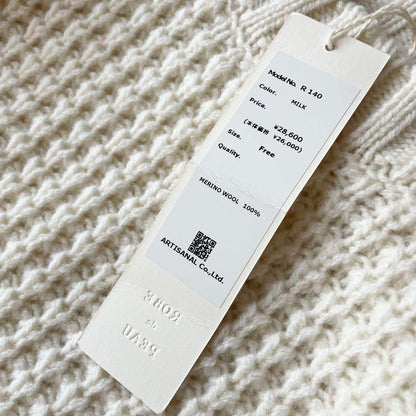 Model No. R 140
Color. MILK
Price. ¥28,600
(本体価格 ¥26,000)
Size. Free
Quality.
MERINO WOOL 100%
ARTISANAL Co.,Ltd.
ROBE
de
PEAU